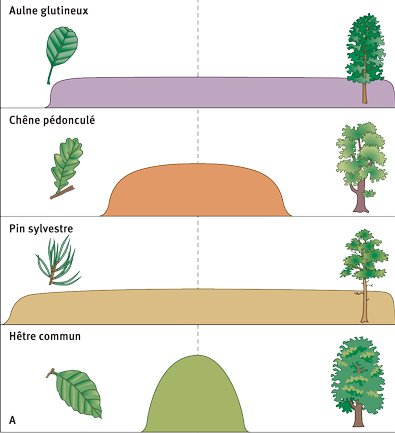 Aulne glutineux
Chêne pédonculé
Pin sylvestre
Hêtre commun
A